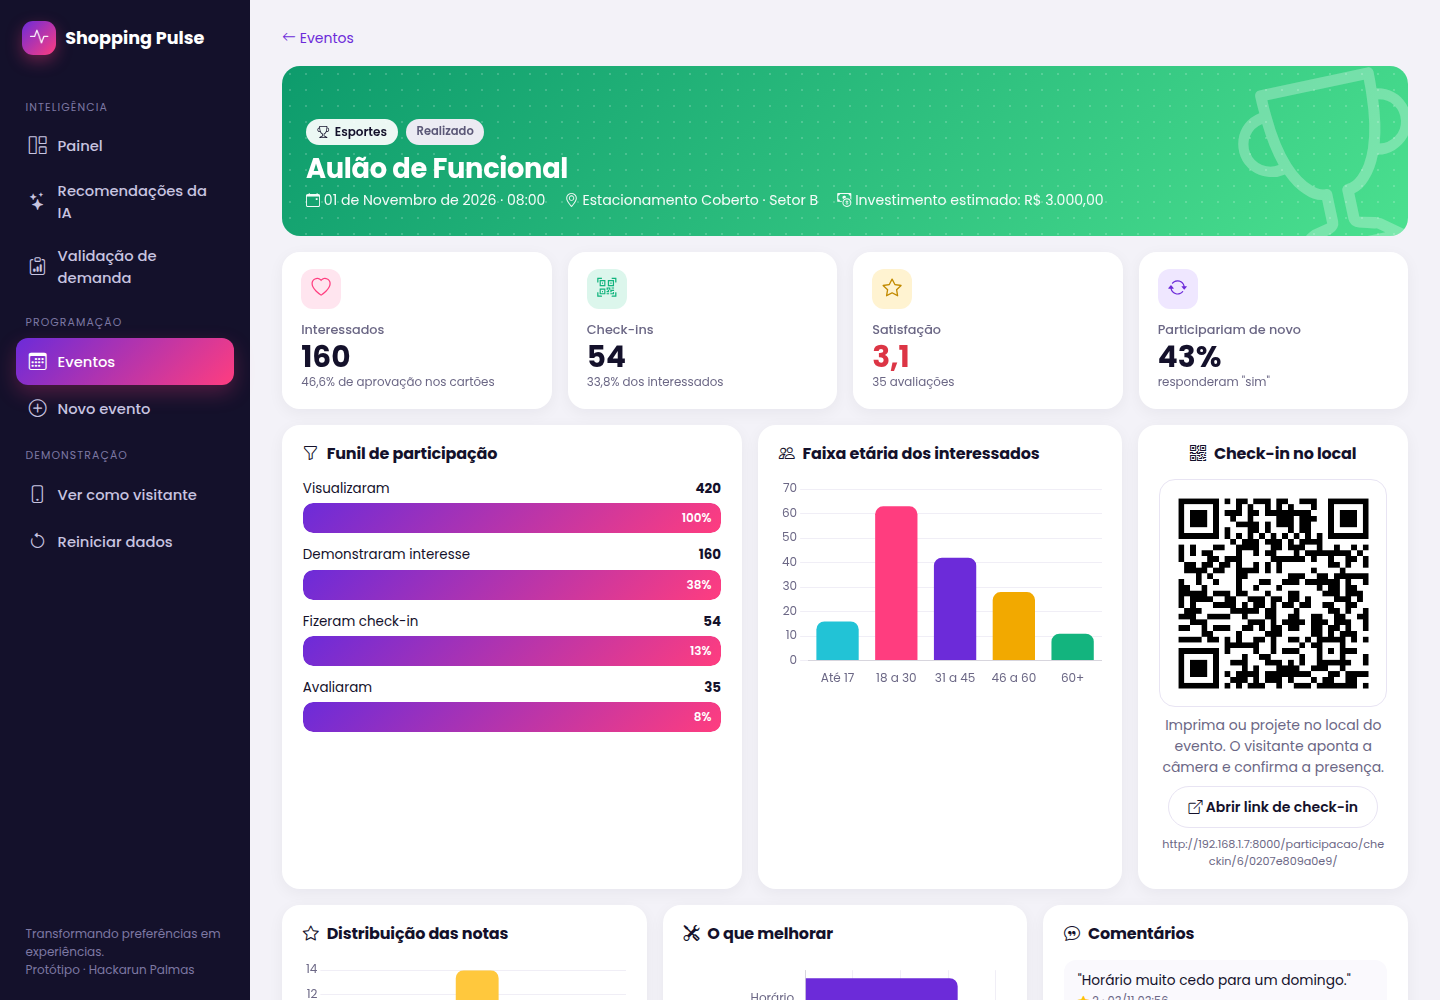 Shopping Pulse
INTELIGÊNCIA
Painel
Recomendações da
IA
Validação de
demanda
PROGRAMAÇÃO
Eventos
Novo evento
DEMONSTRAÇÃO
Ver como visitante
Reiniciar dados
Transformando preferências em
experiências.
Protótipo · Hackarun Palmas
← Eventos
Esportes
Realizado
Aulão de Funcional
01 de Novembro de 2026 · 08:00
Estacionamento Coberto · Setor B
Investimento estimado: R$ 3.000,00
Interessados
160
46,6% de aprovação nos cartões
Check-ins
54
33,8% dos interessados
Satisfação
3,1
35 avaliações
Participariam de novo
43%
responderam "sim"
Funil de participação
Visualizaram 420
100%
Demonstraram interesse 160
38%
Fizeram check-in 54
13%
Avaliaram 35
8%
Faixa etária dos interessados
70
60
50
40
30
20
10
0
Até 17 18 a 30 31 a 45 46 a 60 60+
Check-in no local
Imprima ou projete no local do
evento. O visitante aponta a
câmera e confirma a presença.
Abrir link de check-in
http://192.168.1.7:8000/participacao/che
ckin/6/0207e809a0e9/
Distribuição das notas
14
12
O que melhorar
Horário
Comentários
"Horário muito cedo para um domingo."